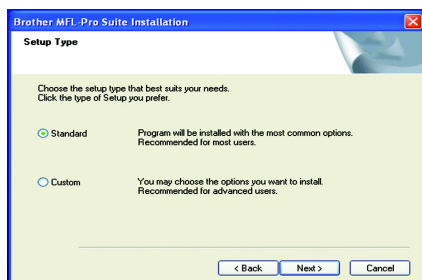 Brother MFL-Pro Suite Installation
Setup Type
Choose the setup type that best suits your needs.
Click the type of Setup you prefer.
Standard
Program will be installed with the most common options.
Recommended for most users.
Custom
You may choose the options you want to install.
Recommended for advanced users.
< Back
Next >
Cancel